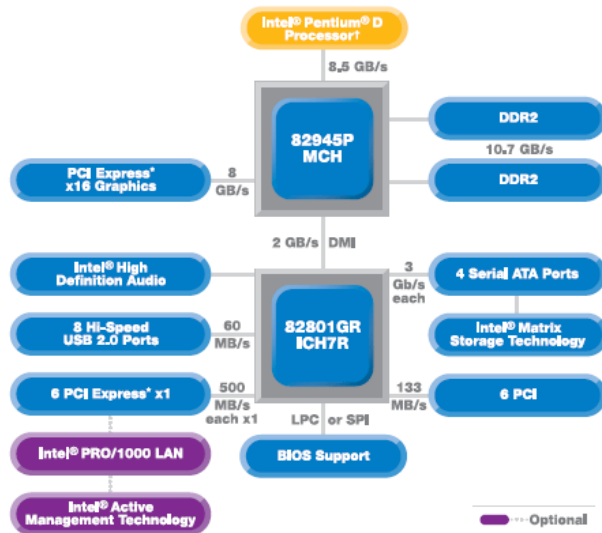 Intel® Pentium® D
Processor†
8.5 GB/s
82945P
MCH
DDR2
10.7 GB/s
DDR2
PCI Express*
x16 Graphics
8
GB/s
2 GB/s DMI
Intel® High
Definition Audio
3
Gb/s
each
4 Serial ATA Ports
82801GR
ICH7R
8 Hi-Speed
USB 2.0 Ports
60
MB/s
Intel® Matrix
Storage Technology
6 PCI Express* x1
500
MB/s
each x1
133
MB/s
6 PCI
LPC or SPI
BIOS Support
Intel® PRO/1000 LAN
Intel® Active
Management Technology
Optional